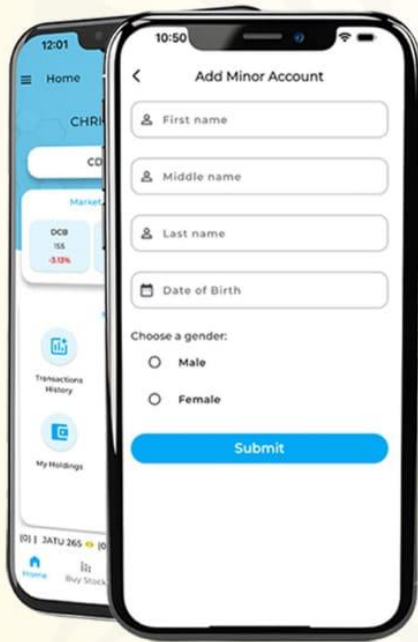 12:01
Home
CHRI
CD
Market
DCB
155
-3.13%
Transactions
History
My Holdings
(0) | JATU 265 (0
Home
Buy Stock
10:50
Add Minor Account
First name
Middle name
Last name
Date of Birth
Choose a gender:
Male
Female
Submit